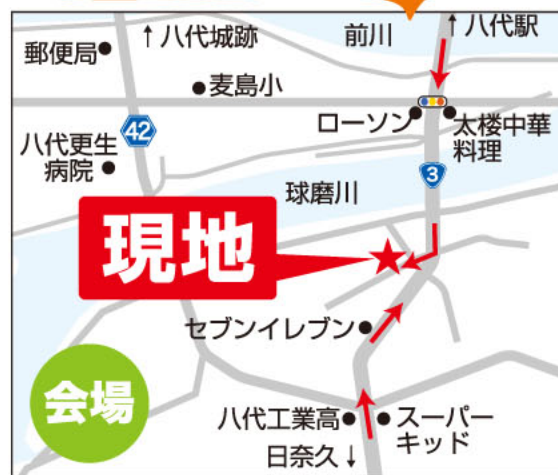 郵便局
↑八代城跡
前川
↑八代駅
麦島小
ローソン
太楼中華
料理
42
八代更生
病院
3
球磨川
現地
セブンイレブン
会場
八代工業高
スーパー
キッド
日奈久↓